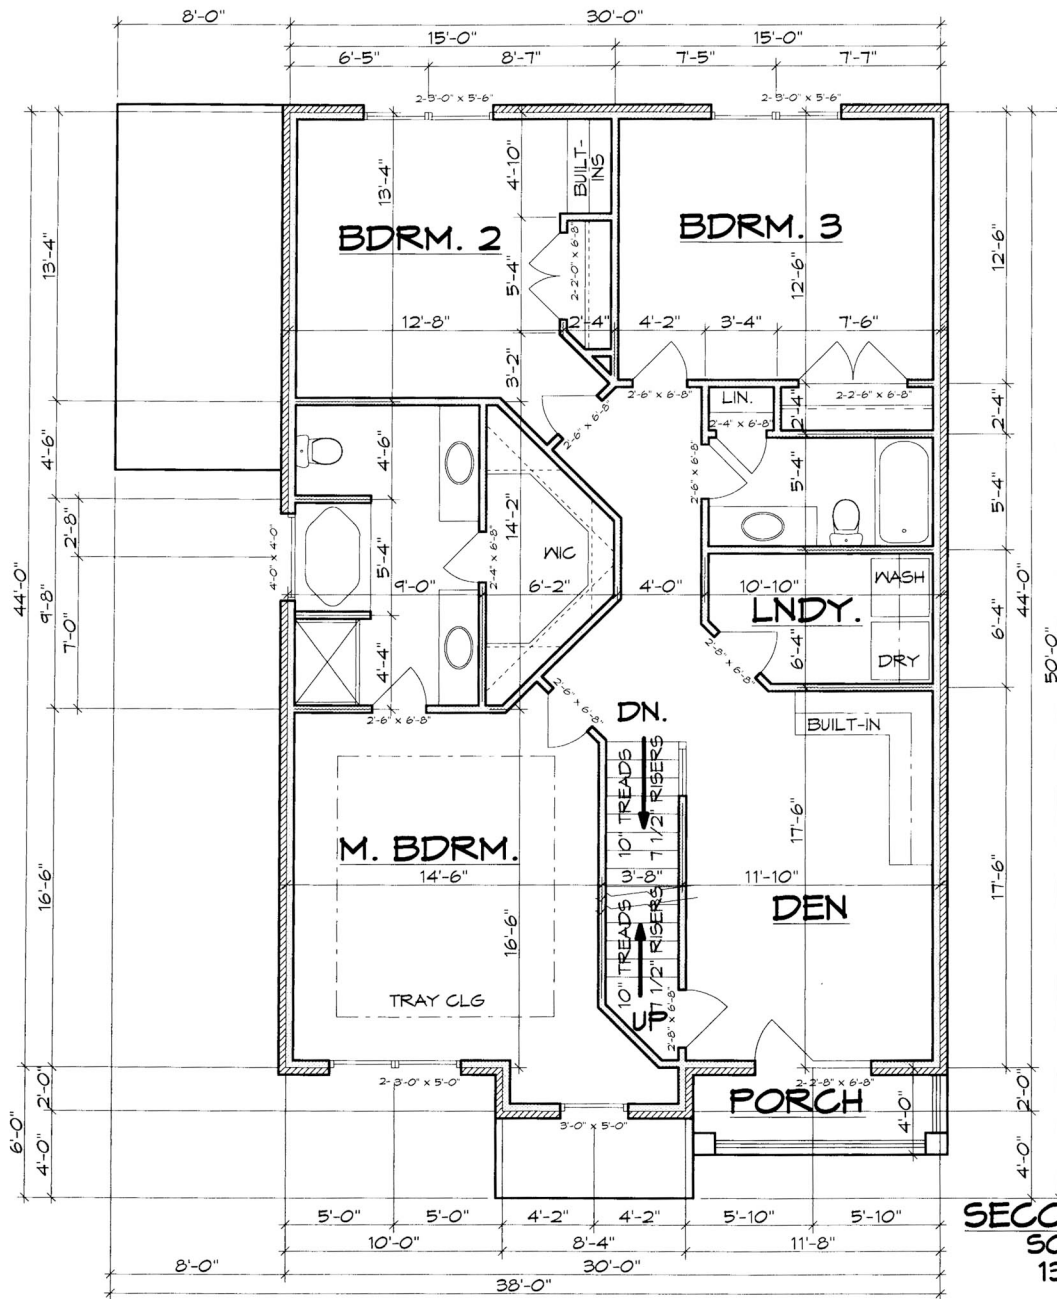 8'-0"
30'-0"
15'-0"
15'-0"
6'-5"
8'-7"
7'-5"
7'-7"
2-3'-0" x 5'-6"
2-3'-0" x 5'-6"
13'-4"
4'-10"
BUILT-
INS
BDRM. 2
BDRM. 3
13'-4"
5'-4"
2-2'-0" x 6'-8"
12'-6"
12'-6"
12'-8"
2'-4"
4'-2"
3'-4"
7'-6"
3'-2"
2'-6" x 6'-8"
2'-6" x 6'-8"
LIN.
2'-4" x 6'-8"
2-2'-6" x 6'-8"
2'-4"
2'-4"
4'-6"
4'-6"
2'-6" x 6'-8"
5'-4"
5'-4"
14'-2"
2'-8"
4'-0" x 4'-0"
5'-4"
2'-4" x 6'-8"
WIC
44'-0"
9'-8"
7'-0"
9'-0"
6'-2"
4'-0"
10'-10"
WASH
44'-0"
LNDY.
6'-4"
6'-4"
DRY
50'-0"
4'-4"
2'-8" x 6'-8"
2'-6" x 6'-8"
2'-6" x 6'-8"
DN.
BUILT-IN
10" TREADS
7 1/2" RISERS
17'-6"
M. BDRM.
14'-6"
3'-8"
11'-10"
16'-6"
17'-6"
DEN
16'-6"
10" TREADS
7 1/2" RISERS
TRAY CLG
UP
2'-8" x 6'-8"
2-3'-0" x 5'-0"
2-2'-8" x 6'-8"
PORCH
3'-0" x 5'-0"
4'-0"
2'-0"
2'-0"
6'-0"
4'-0"
4'-0"
5'-0"
5'-0"
4'-2"
4'-2"
5'-10"
5'-10"
SECO
10'-0"
8'-4"
11'-8"
SC
8'-0"
30'-0"
13
38'-0"